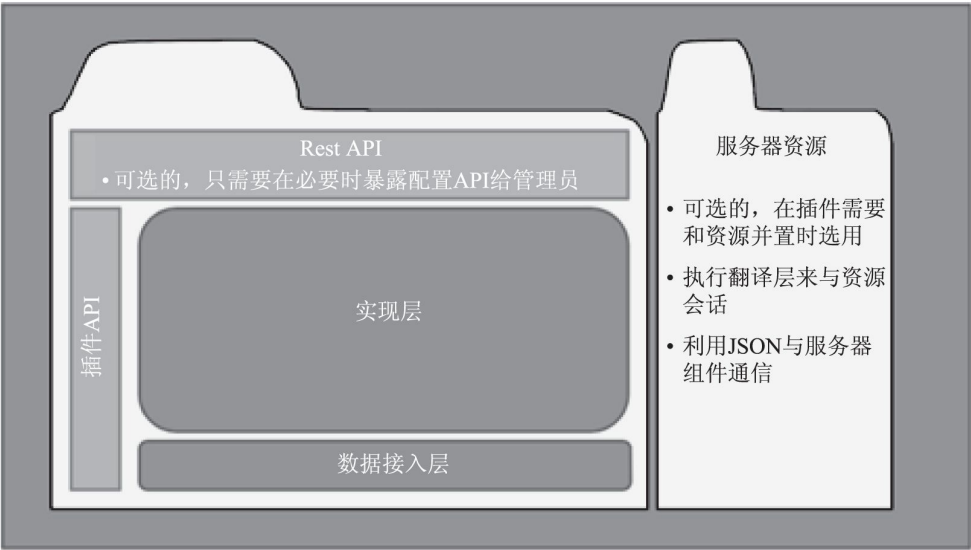 Rest API
• 可选的，只需要在必要时暴露配置API给管理员
插件API
实现层
数据接入层
服务器资源
• 可选的，在插件需要
和资源并置时选用
• 执行翻译层来与资源
会话
• 利用JSON与服务器
组件通信